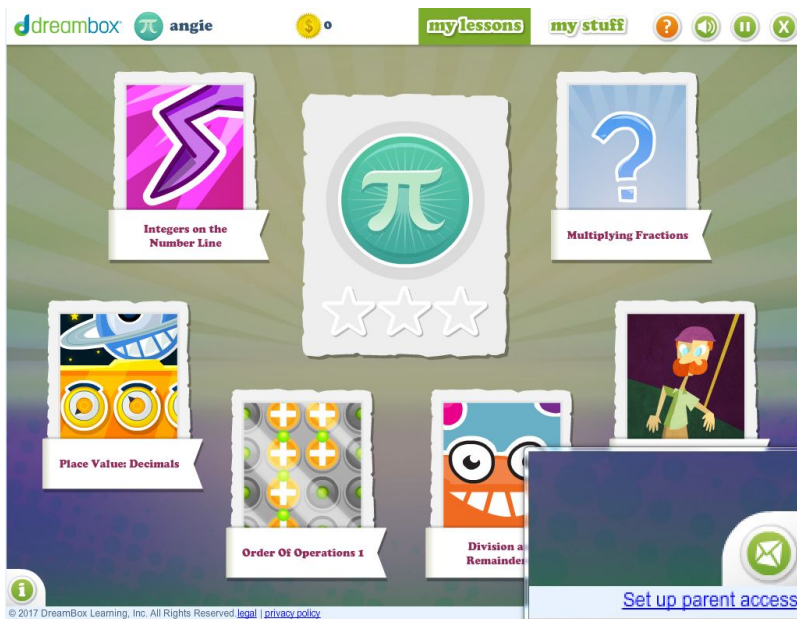 dreambox
π angie
$ 0
my lessons
my stuff
?
X
Integers on the
Number Line
π
?
Multiplying Fractions
Place Value: Decimals
Order Of Operations 1
Division a
Remainder
i
© 2017 DreamBox Learning, Inc. All Rights Reserved. legal | privacy policy
Set up parent access